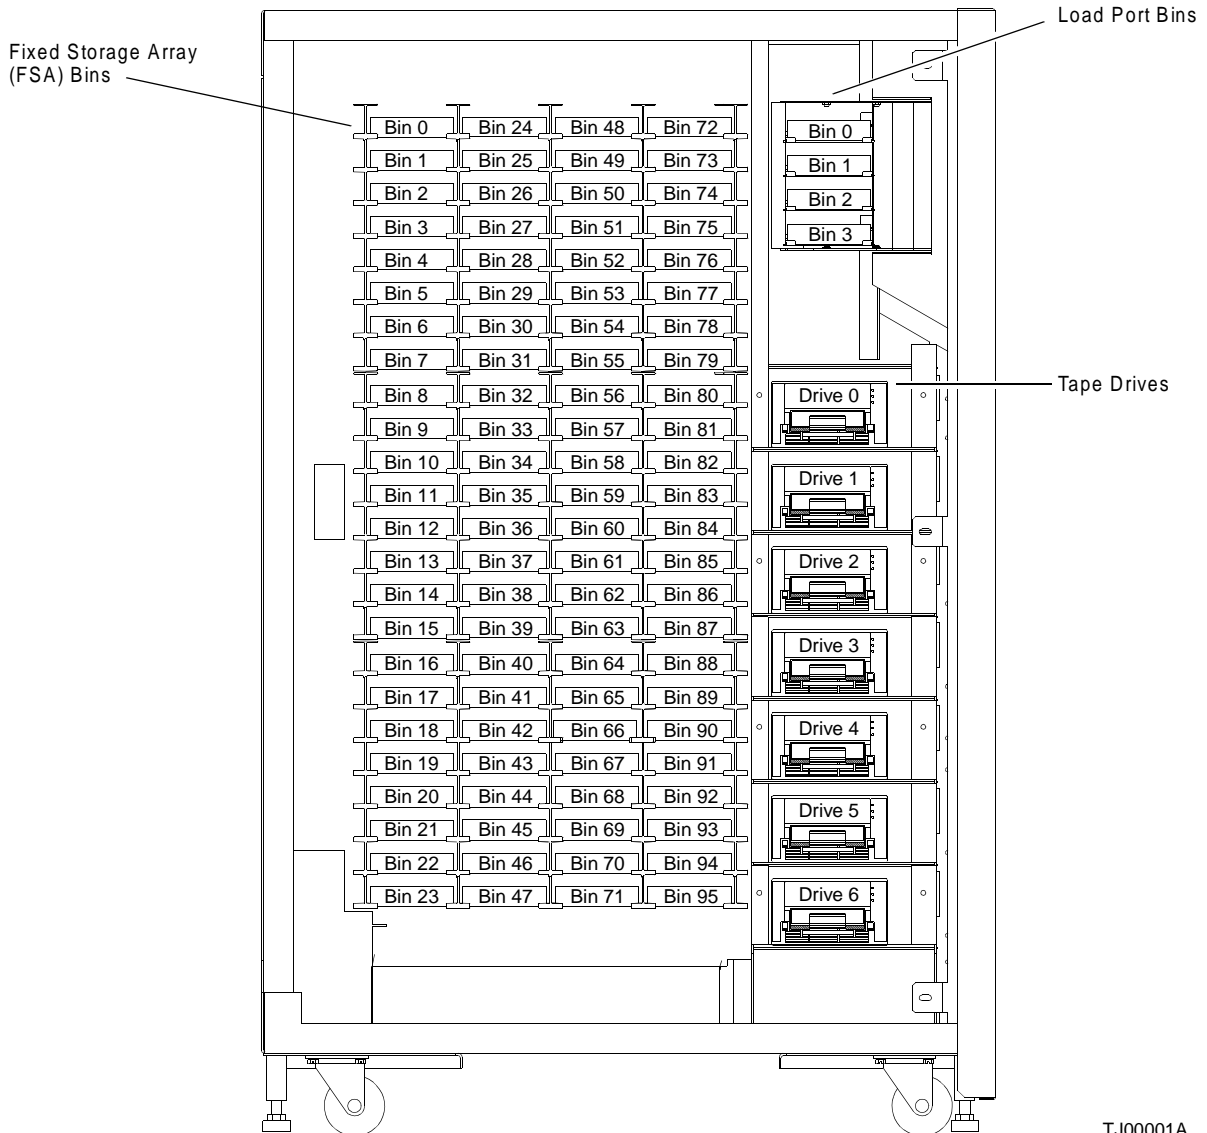 Load Port Bins
Fixed Storage Array
(FSA) Bins
Bin 0 Bin 24 Bin 48 Bin 72
Bin 1 Bin 25 Bin 49 Bin 73
Bin 2 Bin 26 Bin 50 Bin 74
Bin 3 Bin 27 Bin 51 Bin 75
Bin 4 Bin 28 Bin 52 Bin 76
Bin 5 Bin 29 Bin 53 Bin 77
Bin 6 Bin 30 Bin 54 Bin 78
Bin 7 Bin 31 Bin 55 Bin 79
Bin 8 Bin 32 Bin 56 Bin 80
Bin 9 Bin 33 Bin 57 Bin 81
Bin 10 Bin 34 Bin 58 Bin 82
Bin 11 Bin 35 Bin 59 Bin 83
Bin 12 Bin 36 Bin 60 Bin 84
Bin 13 Bin 37 Bin 61 Bin 85
Bin 14 Bin 38 Bin 62 Bin 86
Bin 15 Bin 39 Bin 63 Bin 87
Bin 16 Bin 40 Bin 64 Bin 88
Bin 17 Bin 41 Bin 65 Bin 89
Bin 18 Bin 42 Bin 66 Bin 90
Bin 19 Bin 43 Bin 67 Bin 91
Bin 20 Bin 44 Bin 68 Bin 92
Bin 21 Bin 45 Bin 69 Bin 93
Bin 22 Bin 46 Bin 70 Bin 94
Bin 23 Bin 47 Bin 71 Bin 95
Bin 0
Bin 1
Bin 2
Bin 3
Tape Drives
Drive 0
Drive 1
Drive 2
Drive 3
Drive 4
Drive 5
Drive 6
TJ00001A